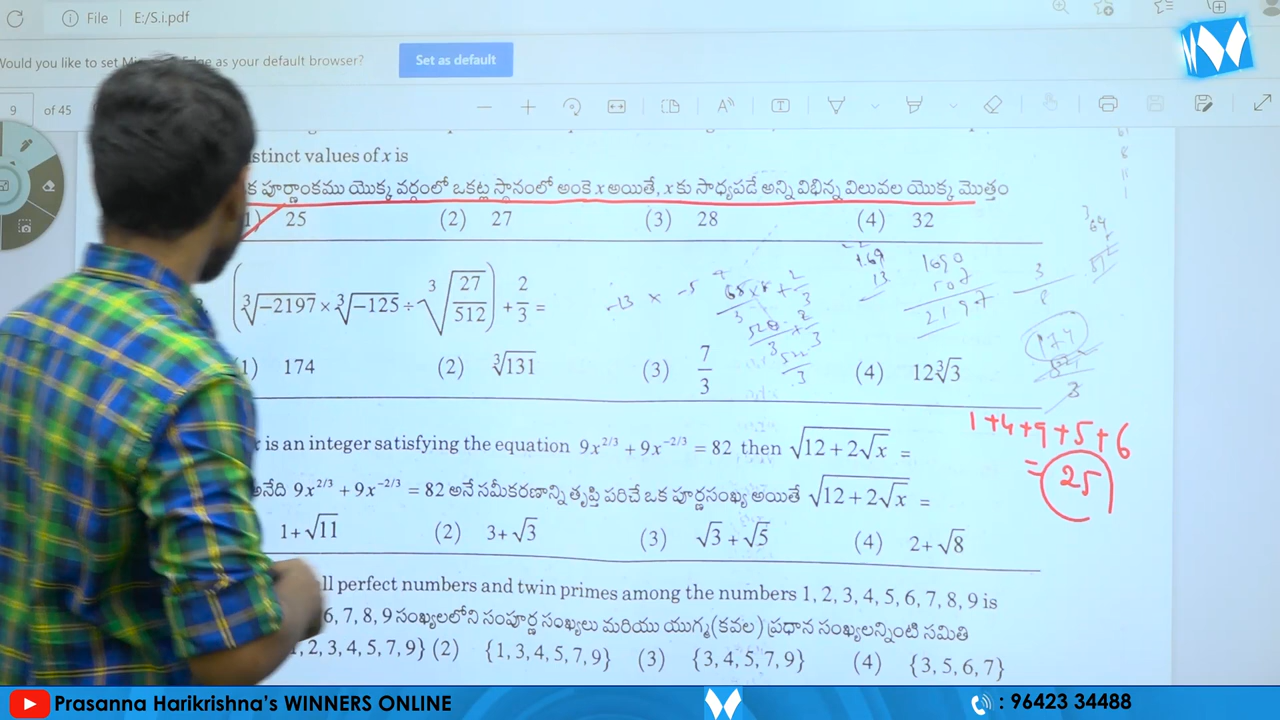 File E:/S.i.pdf
Would you like to set Edge as your default browser? Set as default
9 of 45
distinct values of x is
పూర్ణాంకము యొక్క వర్గంలో ఒకట్ల స్థానంలో అంకె x అయితే, x కు సాధ్యపడే అన్ని విభిన్న విలువల యొక్క మొత్తం
1) 25 (2) 27 (3) 28 (4) 32
(∛-2197 × ∛-125 ÷ ∛(27/512)) + 2/3 =
1) 174 (2) ∛131 (3) 7/3 (4) 12∛3
-13 × -5
1690
507
2197
174
1+4+9+5+6
= 25
x is an integer satisfying the equation 9x^{2/3} + 9x^{-2/3} = 82 then √(12 + 2√x) =
అనేది 9x^{2/3} + 9x^{-2/3} = 82 అనే సమీకరణాన్ని తృప్తి పరిచే ఒక పూర్ణసంఖ్య అయితే √(12 + 2√x) =
1+√11 (2) 3+√3 (3) √3+√5 (4) 2+√8
all perfect numbers and twin primes among the numbers 1, 2, 3, 4, 5, 6, 7, 8, 9 is
6, 7, 8, 9 సంఖ్యలలోని సంపూర్ణ సంఖ్యలు మరియు యుగ్మ(కవల) ప్రధాన సంఖ్యలన్నింటి సమితి
1, 2, 3, 4, 5, 7, 9} (2) {1, 3, 4, 5, 7, 9} (3) {3, 4, 5, 7, 9} (4) {3, 5, 6, 7}
Prasanna Harikrishna's WINNERS ONLINE : 96423 34488